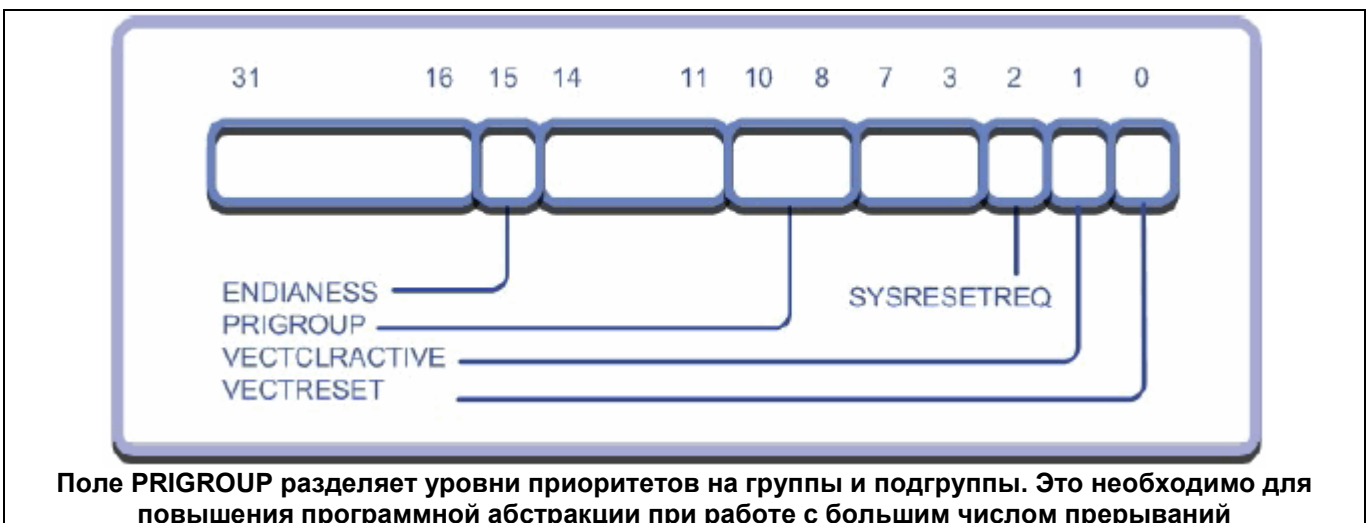 31 16 15 14 11 10 8 7 3 2 1 0
ENDIANESS
SYSRESETREQ
PRIGROUP
VECTCLRACTIVE
VECTRESET
Поле PRIGROUP разделяет уровни приоритетов на группы и подгруппы. Это необходимо для
повышения программной абстракции при работе с большим числом прерываний